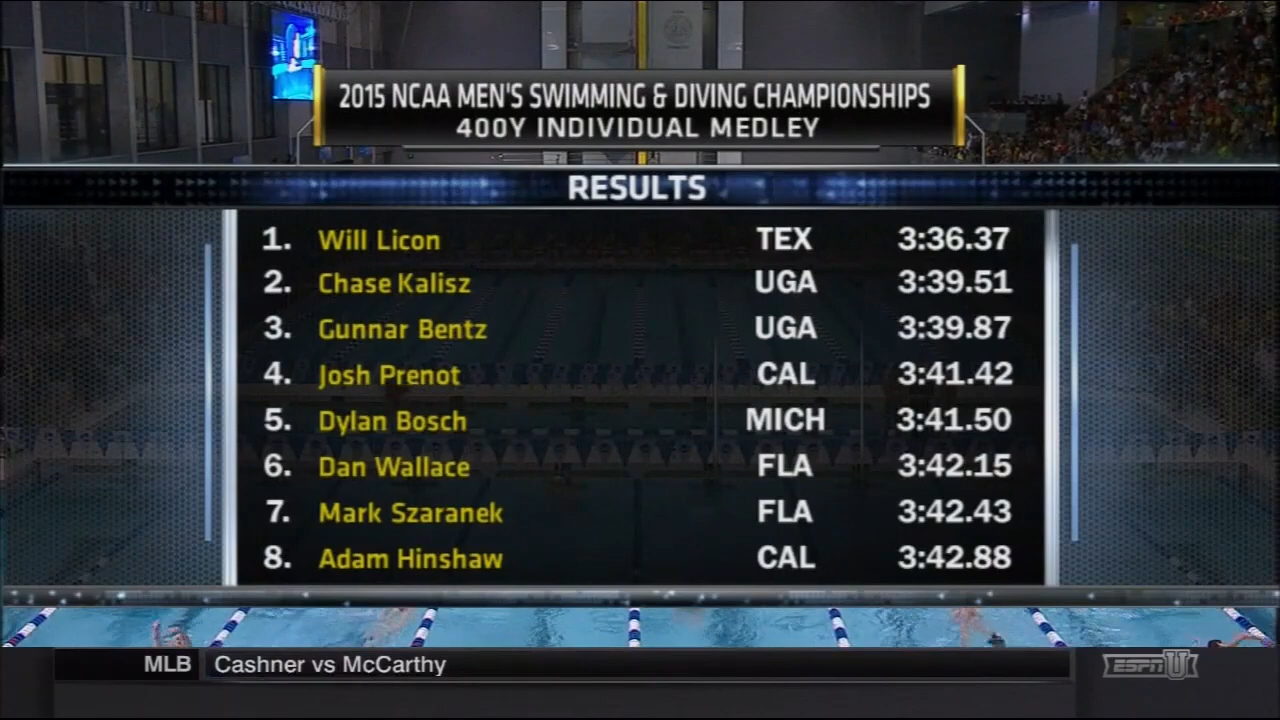 2015 NCAA MEN'S SWIMMING & DIVING CHAMPIONSHIPS
400Y INDIVIDUAL MEDLEY
RESULTS
1. Will Licon TEX 3:36.37
2. Chase Kalisz UGA 3:39.51
3. Gunnar Bentz UGA 3:39.87
4. Josh Prenot CAL 3:41.42
5. Dylan Bosch MICH 3:41.50
6. Dan Wallace FLA 3:42.15
7. Mark Szaranek FLA 3:42.43
8. Adam Hinshaw CAL 3:42.88
MLB Cashner vs McCarthy ESPN U